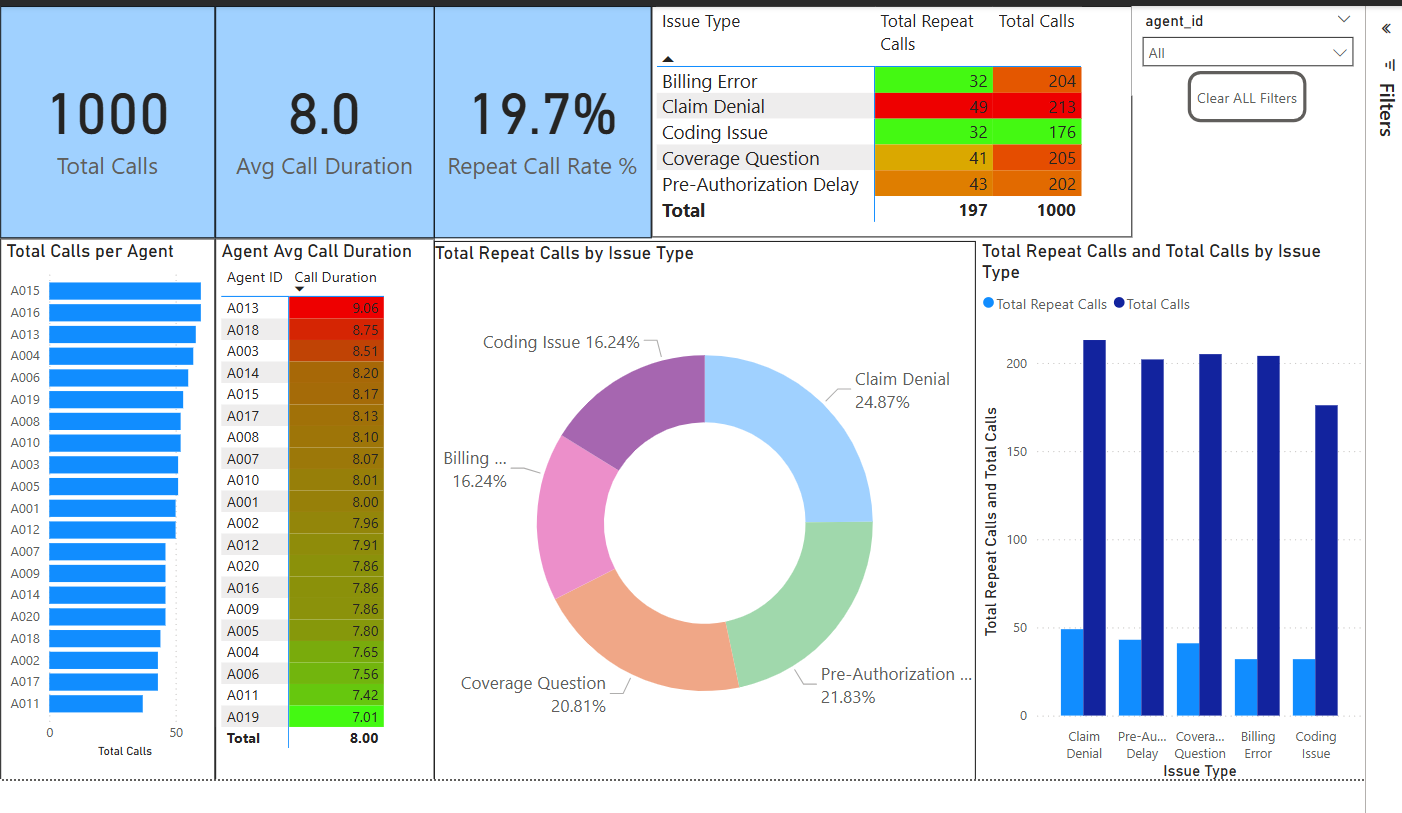 1000
Total Calls
8.0
Avg Call Duration
19.7%
Repeat Call Rate %
Issue Type Total Repeat Calls Total Calls
Billing Error 32 204
Claim Denial 49 213
Coding Issue 32 176
Coverage Question 41 205
Pre-Authorization Delay 43 202
Total 197 1000
agent_id
All
Clear ALL Filters
Filters
Total Calls per Agent
A015
A016
A013
A004
A006
A019
A008
A010
A003
A005
A001
A012
A007
A009
A014
A020
A018
A002
A017
A011
0 50
Total Calls
Agent Avg Call Duration
Agent ID Call Duration
A013 9.06
A018 8.75
A003 8.51
A014 8.20
A015 8.17
A017 8.13
A008 8.10
A007 8.07
A010 8.01
A001 8.00
A002 7.96
A012 7.91
A020 7.86
A016 7.86
A009 7.86
A005 7.80
A004 7.65
A006 7.56
A011 7.42
A019 7.01
Total 8.00
Total Repeat Calls by Issue Type
Coding Issue 16.24%
Claim Denial
24.87%
Billing ...
16.24%
Coverage Question
20.81%
Pre-Authorization ...
21.83%
Total Repeat Calls and Total Calls by Issue
Type
Total Repeat Calls Total Calls
Total Repeat Calls and Total Calls
200
150
100
50
0
Claim Denial
Pre-Au... Delay
Covera... Question
Billing Error
Coding Issue
Issue Type